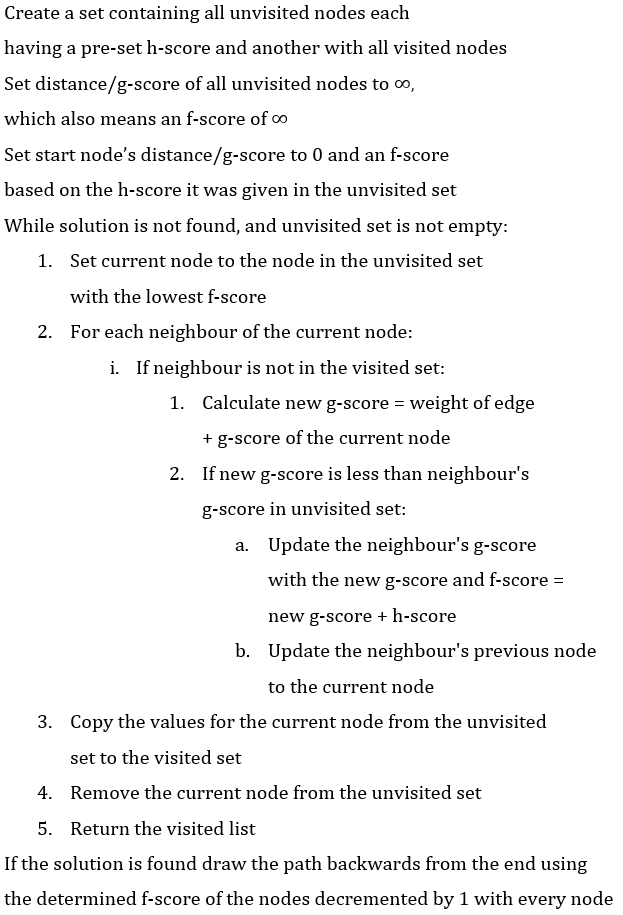 Create a set containing all unvisited nodes each
having a pre-set h-score and another with all visited nodes
Set distance/g-score of all unvisited nodes to ∞,
which also means an f-score of ∞
Set start node’s distance/g-score to 0 and an f-score
based on the h-score it was given in the unvisited set
While solution is not found, and unvisited set is not empty:
1. Set current node to the node in the unvisited set
with the lowest f-score
2. For each neighbour of the current node:
i. If neighbour is not in the visited set:
1. Calculate new g-score = weight of edge
+ g-score of the current node
2. If new g-score is less than neighbour's
g-score in unvisited set:
a. Update the neighbour's g-score
with the new g-score and f-score =
new g-score + h-score
b. Update the neighbour's previous node
to the current node
3. Copy the values for the current node from the unvisited
set to the visited set
4. Remove the current node from the unvisited set
5. Return the visited list
If the solution is found draw the path backwards from the end using
the determined f-score of the nodes decremented by 1 with every node